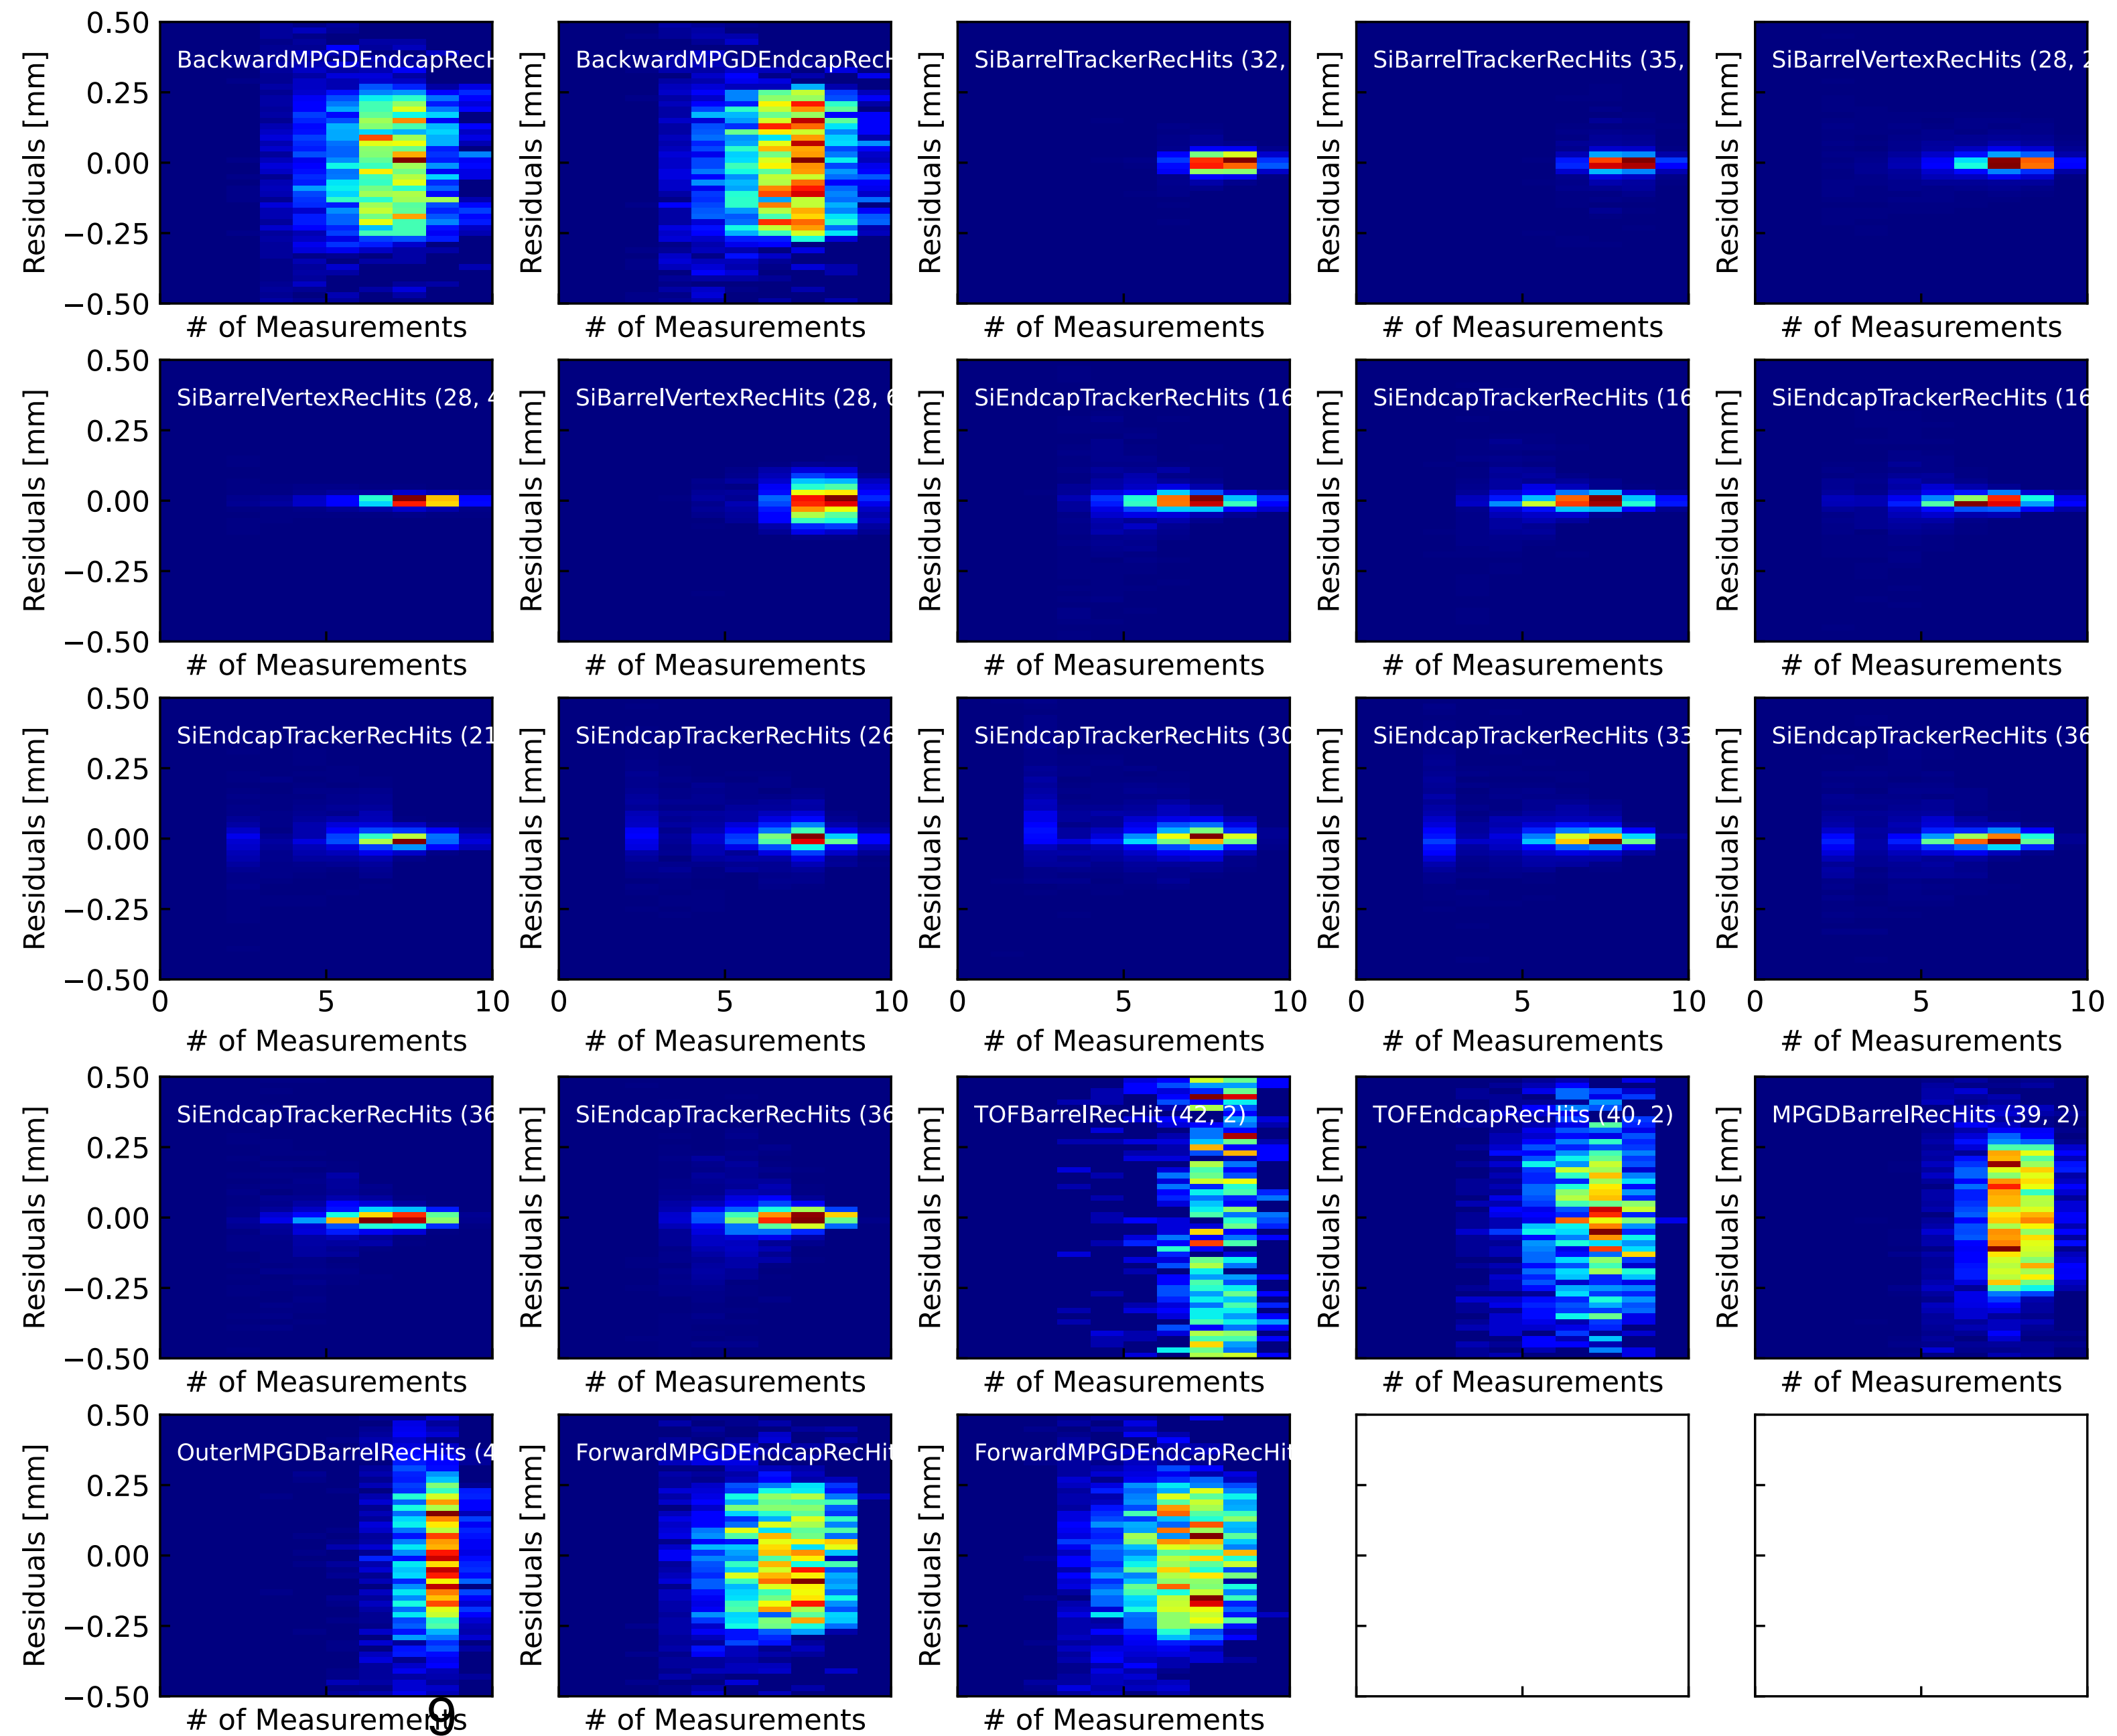 0.50
0.25
0.00
−0.25
−0.50
Residuals [mm]
BackwardMPGDEndcapRecH
# of Measurements
Residuals [mm]
BackwardMPGDEndcapRecH
# of Measurements
Residuals [mm]
SiBarrelTrackerRecHits (32,
# of Measurements
Residuals [mm]
SiBarrelTrackerRecHits (35,
# of Measurements
Residuals [mm]
SiBarrelVertexRecHits (28, 2
# of Measurements
0.50
0.25
0.00
−0.25
−0.50
Residuals [mm]
SiBarrelVertexRecHits (28, 4
# of Measurements
Residuals [mm]
SiBarrelVertexRecHits (28, 6
# of Measurements
Residuals [mm]
SiEndcapTrackerRecHits (16
# of Measurements
Residuals [mm]
SiEndcapTrackerRecHits (16
# of Measurements
Residuals [mm]
SiEndcapTrackerRecHits (16
# of Measurements
0.50
0.25
0.00
−0.25
−0.50
Residuals [mm]
SiEndcapTrackerRecHits (21
0 5 10
# of Measurements
Residuals [mm]
SiEndcapTrackerRecHits (26
0 5 10
# of Measurements
Residuals [mm]
SiEndcapTrackerRecHits (30
0 5 10
# of Measurements
Residuals [mm]
SiEndcapTrackerRecHits (33
0 5 10
# of Measurements
Residuals [mm]
SiEndcapTrackerRecHits (36
0 5 10
# of Measurements
0.50
0.25
0.00
−0.25
−0.50
Residuals [mm]
SiEndcapTrackerRecHits (36
# of Measurements
Residuals [mm]
SiEndcapTrackerRecHits (36
# of Measurements
Residuals [mm]
TOFBarrelRecHit (42, 2)
# of Measurements
Residuals [mm]
TOFEndcapRecHits (40, 2)
# of Measurements
Residuals [mm]
MPGDBarrelRecHits (39, 2)
# of Measurements
0.50
0.25
0.00
−0.25
−0.50
Residuals [mm]
OuterMPGDBarrelRecHits (4
# of Measurements
Residuals [mm]
ForwardMPGDEndcapRecHit
# of Measurements
Residuals [mm]
ForwardMPGDEndcapRecHit
# of Measurements
9